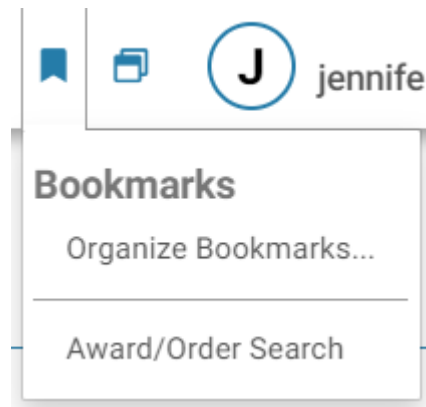 J jennife
Bookmarks
Organize Bookmarks...
Award/Order Search